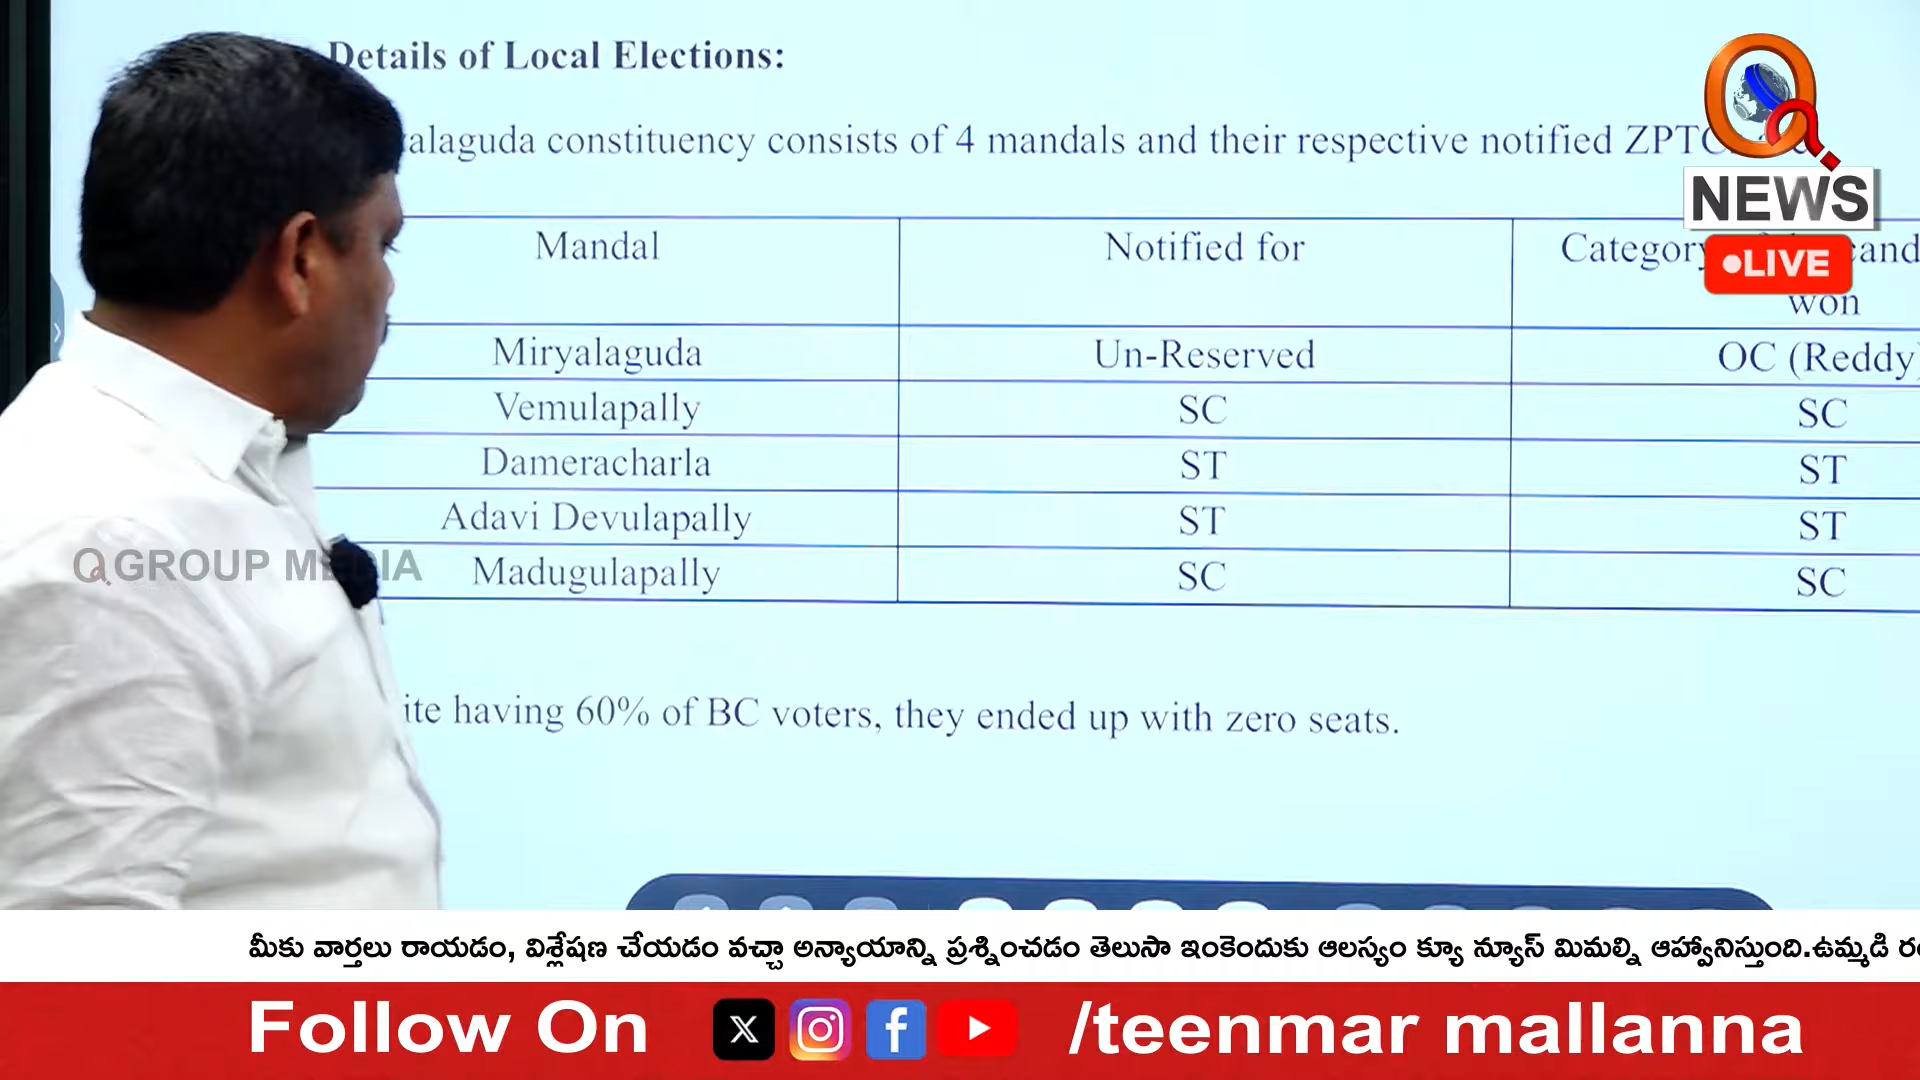 Details of Local Elections:
alaguda constituency consists of 4 mandals and their respective notified ZPTC
Mandal Notified for Category cand
won
Miryalaguda Un-Reserved OC (Reddy)
Vemulapally SC SC
Dameracharla ST ST
Adavi Devulapally ST ST
Madugulapally SC SC
ite having 60% of BC voters, they ended up with zero seats.
Q GROUP MEDIA
Q
NEWS
LIVE
మీకు వార్తలు రాయడం, విశ్లేషణ చేయడం వచ్చా అన్యాయాన్ని ప్రశ్నించడం తెలుసా ఇంకెందుకు ఆలస్యం క్యూ న్యూస్ మిమల్ని ఆహ్వానిస్తుంది.ఉమ్మడి
Follow On /teenmar mallanna